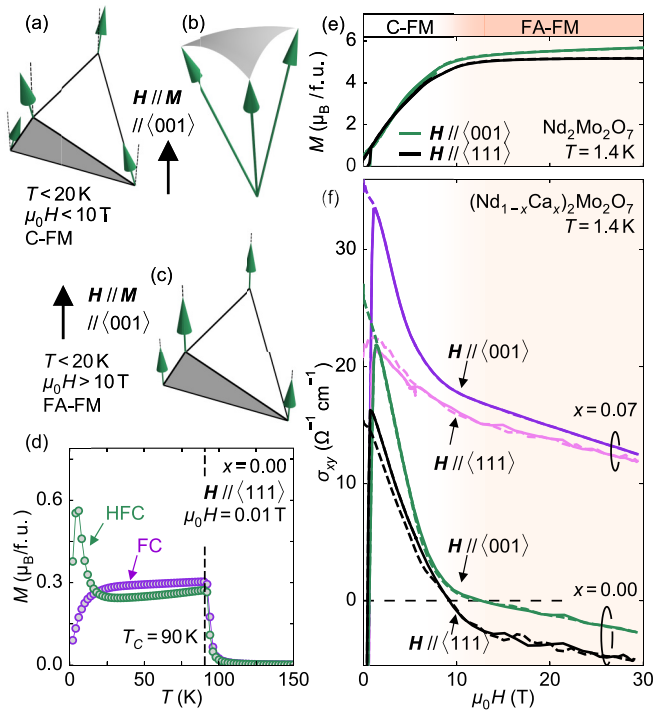 (a)
H // M
// ⟨001⟩
T < 20 K
μ0H < 10 T
C-FM
(b)
(c)
H // M
// ⟨001⟩
T < 20 K
μ0H > 10 T
FA-FM
(d)
x = 0.00
H // ⟨111⟩
μ0H = 0.01 T
HFC
FC
TC = 90 K
M (μB/f.u.)
0.6
0.3
0.0
0 50 100 150
T (K)
(e)
C-FM FA-FM
M (μB/f.u.)
6
4
2
0
H // ⟨001⟩
H // ⟨111⟩
Nd2Mo2O7
T = 1.4 K
(f)
(Nd1−xCax)2Mo2O7
T = 1.4 K
σxy (Ω−1 cm−1)
30
20
10
0
H // ⟨001⟩
x = 0.07
H // ⟨111⟩
H // ⟨001⟩
x = 0.00
H // ⟨111⟩
0 10 20 30
μ0H (T)